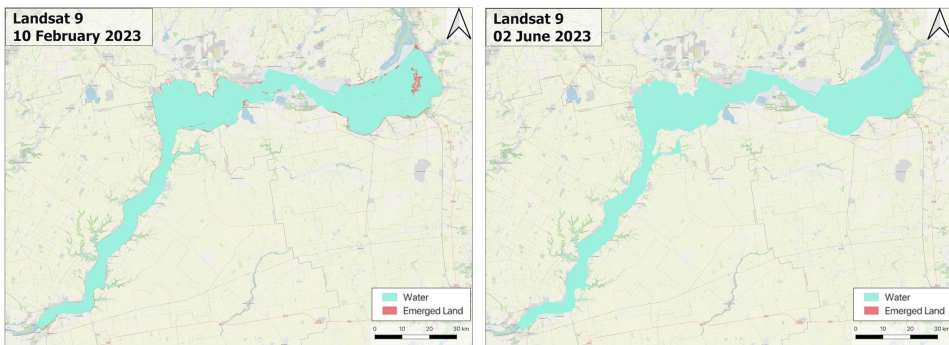 Landsat 9
10 February 2023
Water
Emerged Land
0 10 20 30 km
Landsat 9
02 June 2023
Water
Emerged Land
0 10 20 30 km